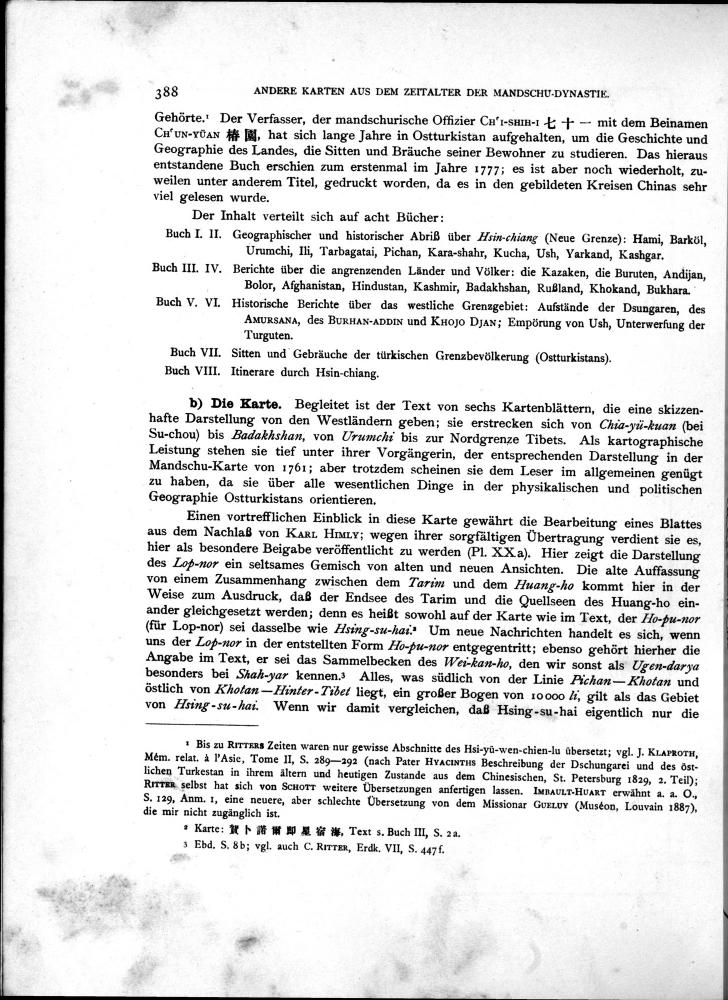 388
ANDERE KARTEN AUS DEM ZEITALTER DER MANDSCHU-DYNASTIE.
Gehörte.¹ Der Verfasser, der mandschurische Offizier CH'I-SHIH-I 七十一 mit dem Beinamen
CH'UN-YÜAN 椿園, hat sich lange Jahre in Ostturkistan aufgehalten, um die Geschichte und
Geographie des Landes, die Sitten und Bräuche seiner Bewohner zu studieren. Das hieraus
entstandene Buch erschien zum erstenmal im Jahre 1777; es ist aber noch wiederholt, zu-
weilen unter anderem Titel, gedruckt worden, da es in den gebildeten Kreisen Chinas sehr
viel gelesen wurde.
Der Inhalt verteilt sich auf acht Bücher:
Buch I. II. Geographischer und historischer Abriß über Hsin-chiang (Neue Grenze): Hami, Barköl,
Urumchi, Ili, Tarbagatai, Pichan, Kara-shahr, Kucha, Ush, Yarkand, Kashgar.
Buch III. IV. Berichte über die angrenzenden Länder und Völker: die Kazaken, die Buruten, Andijan,
Bolor, Afghanistan, Hindustan, Kashmir, Badakhshan, Rußland, Khokand, Bukhara.
Buch V. VI. Historische Berichte über das westliche Grenzgebiet: Aufstände der Dsungaren, des
AMURSANA, des BURHAN-ADDIN und KHOJO DJAN; Empörung von Ush, Unterwerfung der
Turguten.
Buch VII. Sitten und Gebräuche der türkischen Grenzbevölkerung (Ostturkistans).
Buch VIII. Itinerare durch Hsin-chiang.
b) Die Karte. Begleitet ist der Text von sechs Kartenblättern, die eine skizzen-
hafte Darstellung von den Westländern geben; sie erstrecken sich von Chia-yü-kuan (bei
Su-chou) bis Badakhshan, von Urumchi bis zur Nordgrenze Tibets. Als kartographische
Leistung stehen sie tief unter ihrer Vorgängerin, der entsprechenden Darstellung in der
Mandschu-Karte von 1761; aber trotzdem scheinen sie dem Leser im allgemeinen genügt
zu haben, da sie über alle wesentlichen Dinge in der physikalischen und politischen
Geographie Ostturkistans orientieren.
Einen vortrefflichen Einblick in diese Karte gewährt die Bearbeitung eines Blattes
aus dem Nachlaß von KARL HIMLY; wegen ihrer sorgfältigen Übertragung verdient sie es,
hier als besondere Beigabe veröffentlicht zu werden (Pl. XXa). Hier zeigt die Darstellung
des Lop-nor ein seltsames Gemisch von alten und neuen Ansichten. Die alte Auffassung
von einem Zusammenhang zwischen dem Tarim und dem Huang-ho kommt hier in der
Weise zum Ausdruck, daß der Endsee des Tarim und die Quellseen des Huang-ho ein-
ander gleichgesetzt werden; denn es heißt sowohl auf der Karte wie im Text, der Ho-pu-nor
(für Lop-nor) sei dasselbe wie Hsing-su-hai.² Um neue Nachrichten handelt es sich, wenn
uns der Lop-nor in der entstellten Form Ho-pu-nor entgegentritt; ebenso gehört hierher die
Angabe im Text, er sei das Sammelbecken des Wei-kan-ho, den wir sonst als Ugen-darya
besonders bei Shah-yar kennen.³ Alles, was südlich von der Linie Pichan—Khotan und
östlich von Khotan—Hinter-Tibet liegt, ein großer Bogen von 10000 li, gilt als das Gebiet
von Hsing-su-hai. Wenn wir damit vergleichen, daß Hsing-su-hai eigentlich nur die
¹ Bis zu RITTERS Zeiten waren nur gewisse Abschnitte des Hsi-yü-wen-chien-lu übersetzt; vgl. J. KLAPROTH,
Mém. relat. à l'Asie, Tome II, S. 289—292 (nach Pater HYACINTHS Beschreibung der Dschungarei und des öst-
lichen Turkestan in ihrem ältern und heutigen Zustande aus dem Chinesischen, St. Petersburg 1829, 2. Teil);
RITTER selbst hat sich von SCHOTT weitere Übersetzungen anfertigen lassen. IMBAULT-HUART erwähnt a. a. O.,
S. 129, Anm. 1, eine neuere, aber schlechte Übersetzung von dem Missionar GUELUY (Muséon, Louvain 1887),
die mir nicht zugänglich ist.
² Karte: 賀卜諾爾即星宿海, Text s. Buch III, S. 2a.
³ Ebd. S. 8b; vgl. auch C. RITTER, Erdk. VII, S. 447f.